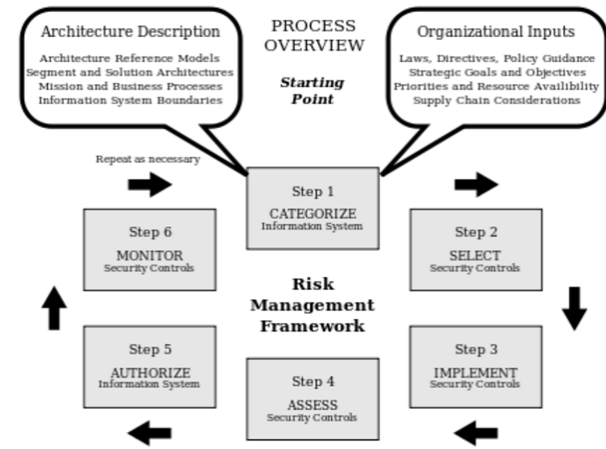 Architecture Description
Architecture Reference Models
Segment and Solution Architectures
Mission and Business Processes
Information System Boundaries
PROCESS
OVERVIEW
Starting
Point
Organizational Inputs
Laws, Directives, Policy Guidance
Strategic Goals and Objectives
Priorities and Resource Availibility
Supply Chain Considerations
Repeat as necessary
Step 1
CATEGORIZE
Information System
Step 2
SELECT
Security Controls
Step 6
MONITOR
Security Controls
Risk
Management
Framework
Step 3
IMPLEMENT
Security Controls
Step 4
ASSESS
Security Controls
Step 5
AUTHORIZE
Information System